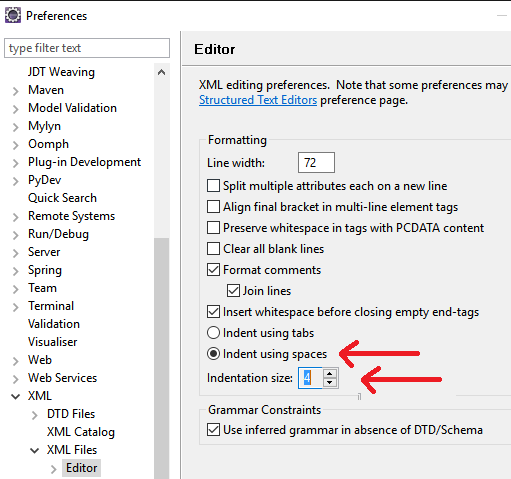 Preferences
type filter text
JDT Weaving
Maven
Model Validation
Mylyn
Oomph
Plug-in Development
PyDev
Quick Search
Remote Systems
Run/Debug
Server
Spring
Team
Terminal
Validation
Visualiser
Web
Web Services
XML
DTD Files
XML Catalog
XML Files
Editor
Editor
XML editing preferences.  Note that some preferences may
Structured Text Editors preference page.
Formatting
Line width: 72
Split multiple attributes each on a new line
Align final bracket in multi-line element tags
Preserve whitespace in tags with PCDATA content
Clear all blank lines
Format comments
Join lines
Insert whitespace before closing empty end-tags
Indent using tabs
Indent using spaces
Indentation size: 4
Grammar Constraints
Use inferred grammar in absence of DTD/Schema